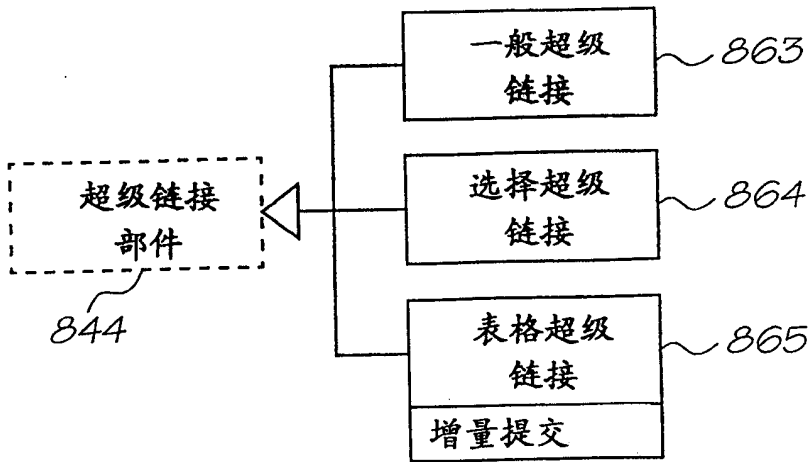 一般超级
链接
863
超级链接
部件
844
选择超级
链接
864
表格超级
链接
865
增量提交